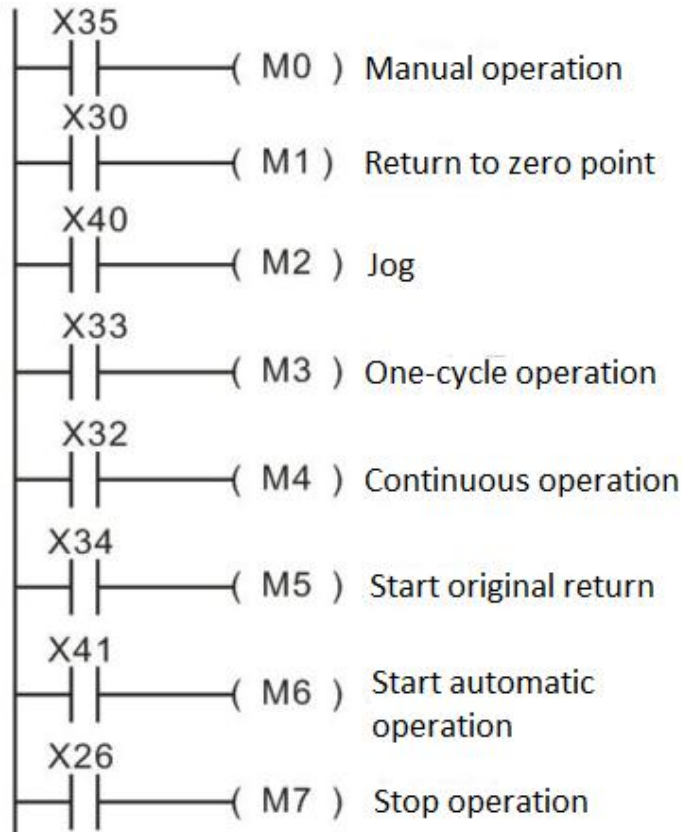 X35
( M0 ) Manual operation
X30
( M1 ) Return to zero point
X40
( M2 ) Jog
X33
( M3 ) One-cycle operation
X32
( M4 ) Continuous operation
X34
( M5 ) Start original return
X41
( M6 ) Start automatic
operation
X26
( M7 ) Stop operation